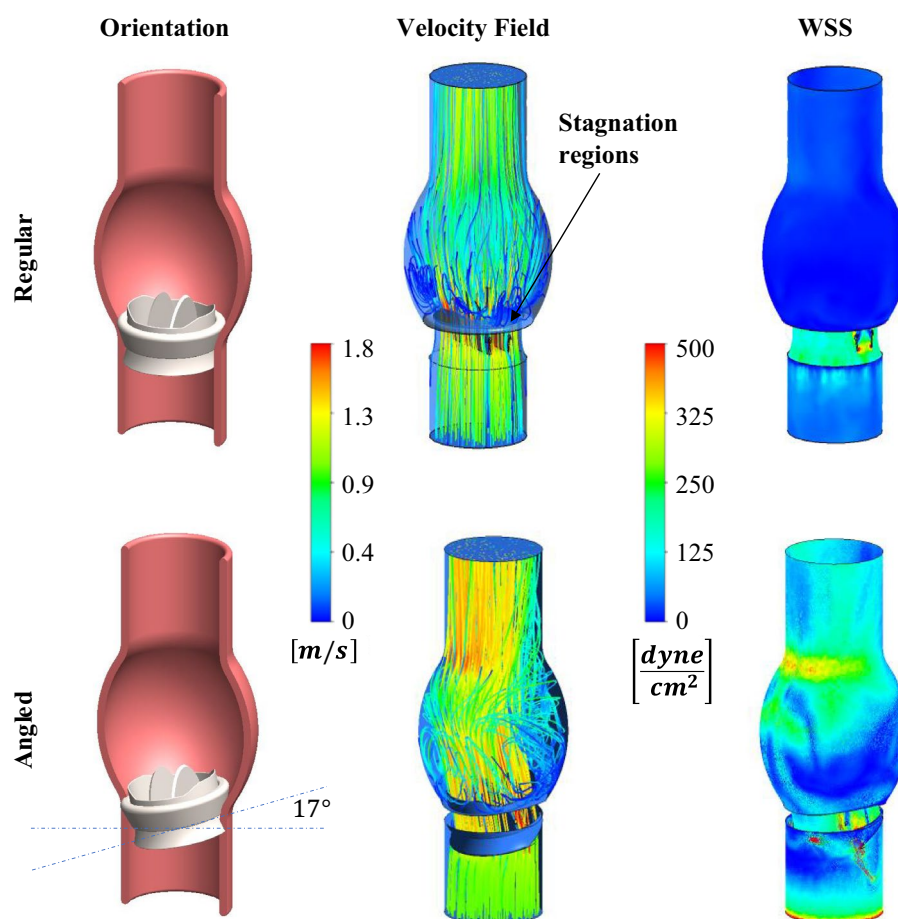 Orientation
Velocity Field
WSS
Stagnation
regions
Regular
1.8
1.3
0.9
0.4
0
[m/s]
500
325
250
125
0
[dyne/cm²]
Angled
17°